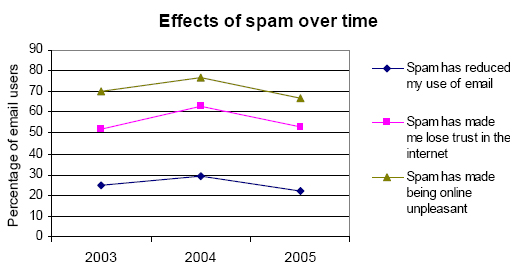 Effects of spam over time
Percentage of email users
90
80
70
60
50
40
30
20
10
0
2003 2004 2005
Spam has reduced
my use of email
Spam has made
me lose trust in the
internet
Spam has made
being online
unpleasant